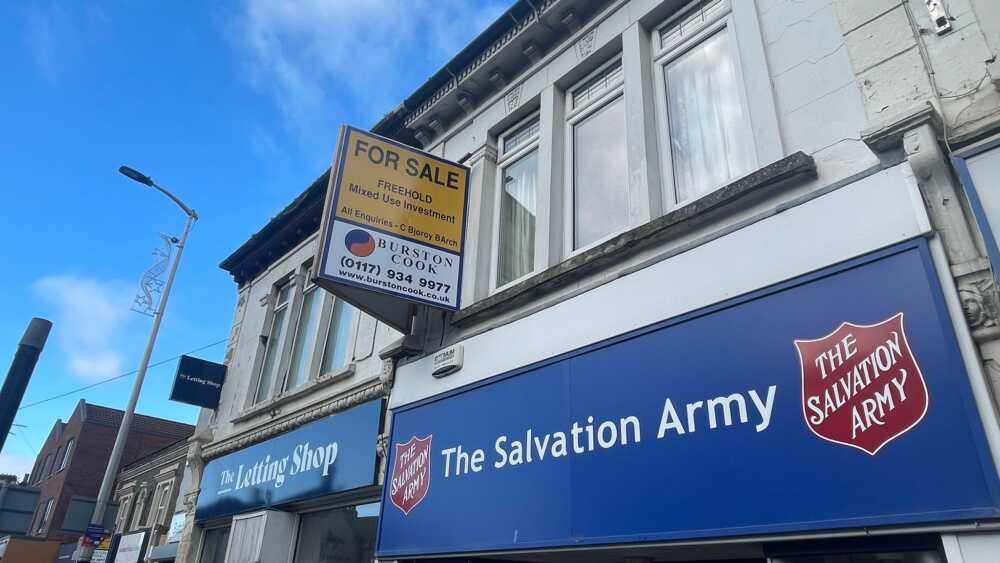 FOR SALE
FREEHOLD
Mixed Use Investment
All Enquiries - C Bjoroy BArch
BURSTON
COOK
(0117) 934 9977
www.burstoncook.co.uk
The Letting Shop
The Letting Shop
THE
SALVATION
ARMY
The Salvation Army
THE
SALVATION
ARMY